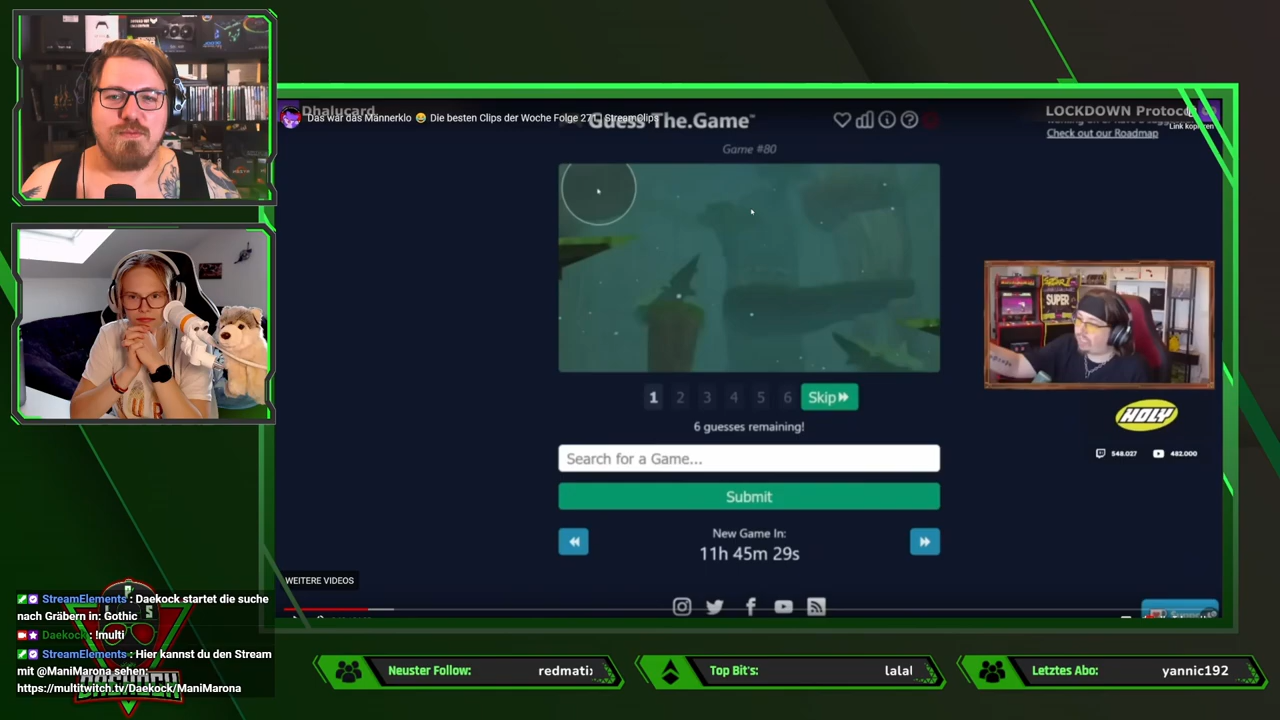 Dhalucard
Das war das Männerklo 😂 Die besten Clips der Woche Folge 271 | StreamClips
Guess The.Game™
LOCKDOWN Protoc
Link kopieren
Check out our Roadmap
Game #80
SUPER
1 2 3 4 5 6 Skip
6 guesses remaining!
HOLY
548.027 482.000
Search for a Game...
Submit
New Game In:
11h 45m 29s
WEITERE VIDEOS
StreamElements : Daekock startet die suche
nach Gräbern in: Gothic
Daekock : !multi
StreamElements : Hier kannst du den Stream
mit @ManiMarona sehen:
https://multitwitch.tv/Daekock/ManiMarona
Neuster Follow: redmati
Top Bit's: lalal
Letztes Abo: yannic192